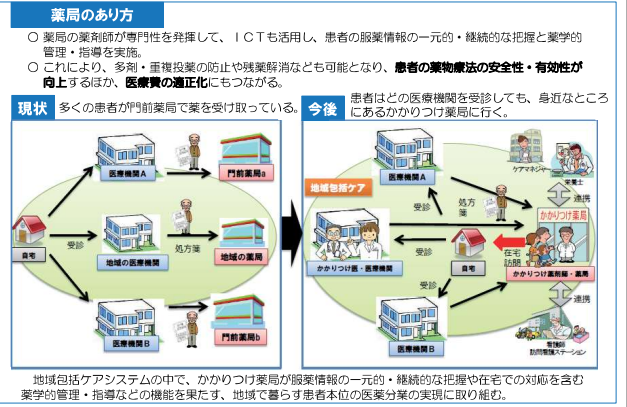 薬局のあり方
○ 薬局の薬剤師が専門性を発揮して、ＩＣＴも活用し、患者の服薬情報の一元的・継続的な把握と薬学的
管理・指導を実施。
○ これにより、多剤・重複投薬の防止や残薬解消なども可能となり、患者の薬物療法の安全性・有効性が
向上するほか、医療費の適正化にもつながる。
現状
多くの患者が門前薬局で薬を受け取っている。
医療機関A
門前薬局a
自宅
受診
地域の医療機関
処方箋
地域の薬局
医療機関B
門前薬局b
今後
患者はどの医療機関を受診しても、身近なところ
にあるかかりつけ薬局に行く。
地域包括ケア
医療機関A
ケアマネジャー
栄養士
連携
受診
処方
箋
かかりつけ薬局
かかりつけ医・医療機関
受診
自宅
在宅
訪問
かかりつけ薬剤師・薬局
受診
連携
医療機関B
看護師
訪問看護ステーション
地域包括ケアシステムの中で、かかりつけ薬局が服薬情報の一元的・継続的な把握や在宅での対応を含む
薬学的管理・指導などの機能を果たす、地域で暮らす患者本位の医薬分業の実現に取り組む。